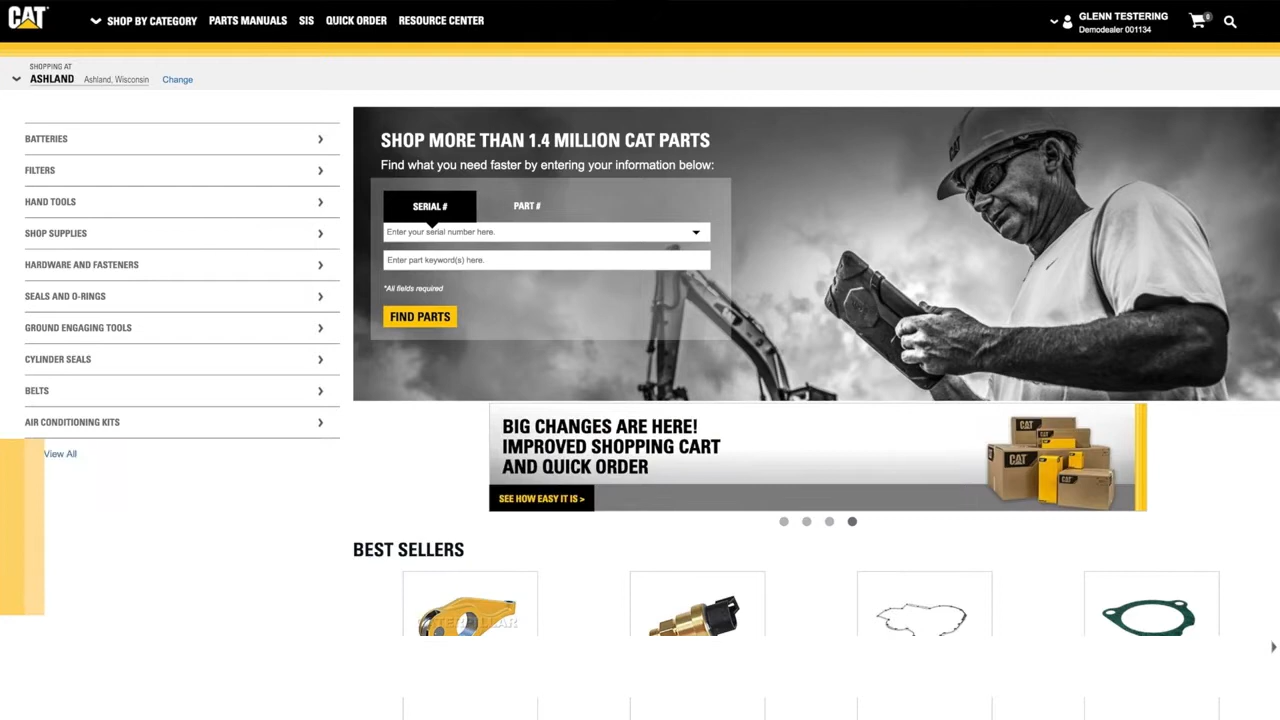 CAT
SHOP BY CATEGORY PARTS MANUALS SIS QUICK ORDER RESOURCE CENTER
GLENN TESTERING
Demodealer 001134
SHOPPING AT
ASHLAND Ashland, Wisconsin Change
BATTERIES
FILTERS
HAND TOOLS
SHOP SUPPLIES
HARDWARE AND FASTENERS
SEALS AND O-RINGS
GROUND ENGAGING TOOLS
CYLINDER SEALS
BELTS
AIR CONDITIONING KITS
View All
SHOP MORE THAN 1.4 MILLION CAT PARTS
Find what you need faster by entering your information below:
SERIAL # PART #
Enter your serial number here.
Enter part keyword(s) here.
*All fields required
FIND PARTS
CAT
BIG CHANGES ARE HERE!
IMPROVED SHOPPING CART
AND QUICK ORDER
SEE HOW EASY IT IS >
CAT
CAT
CAT
CAT
BEST SELLERS
CATERPILLAR